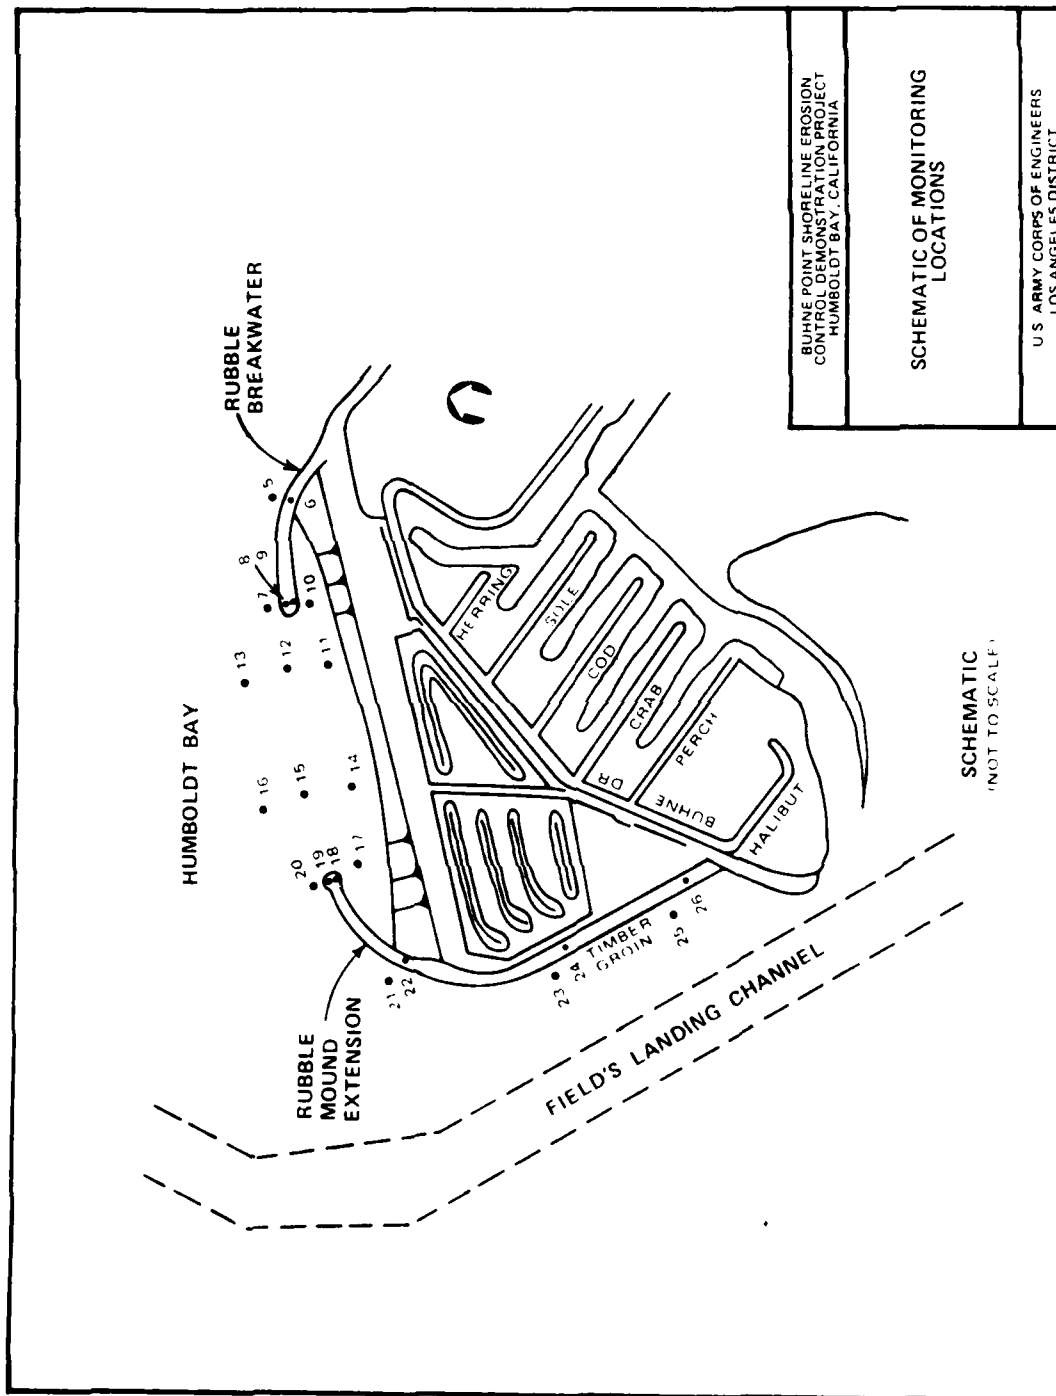 HUMBOLDT BAY
RUBBLE
BREAKWATER
RUBBLE
MOUND
EXTENSION
5
6
7
8
9
10
11
12
13
14
15
16
17
18
19
20
21
22
23
24
25
26
TIMBER
GROIN
FIELD'S LANDING CHANNEL
HERRING
SOLE
COD
CRAB
PERCH
BUHNE
DR
HALIBUT
SCHEMATIC
(NOT TO SCALE)
BUHNE POINT SHORELINE EROSION
CONTROL DEMONSTRATION PROJECT
HUMBOLDT BAY, CALIFORNIA
SCHEMATIC OF MONITORING
LOCATIONS
U S ARMY CORPS OF ENGINEERS
LOS ANGELES DISTRICT